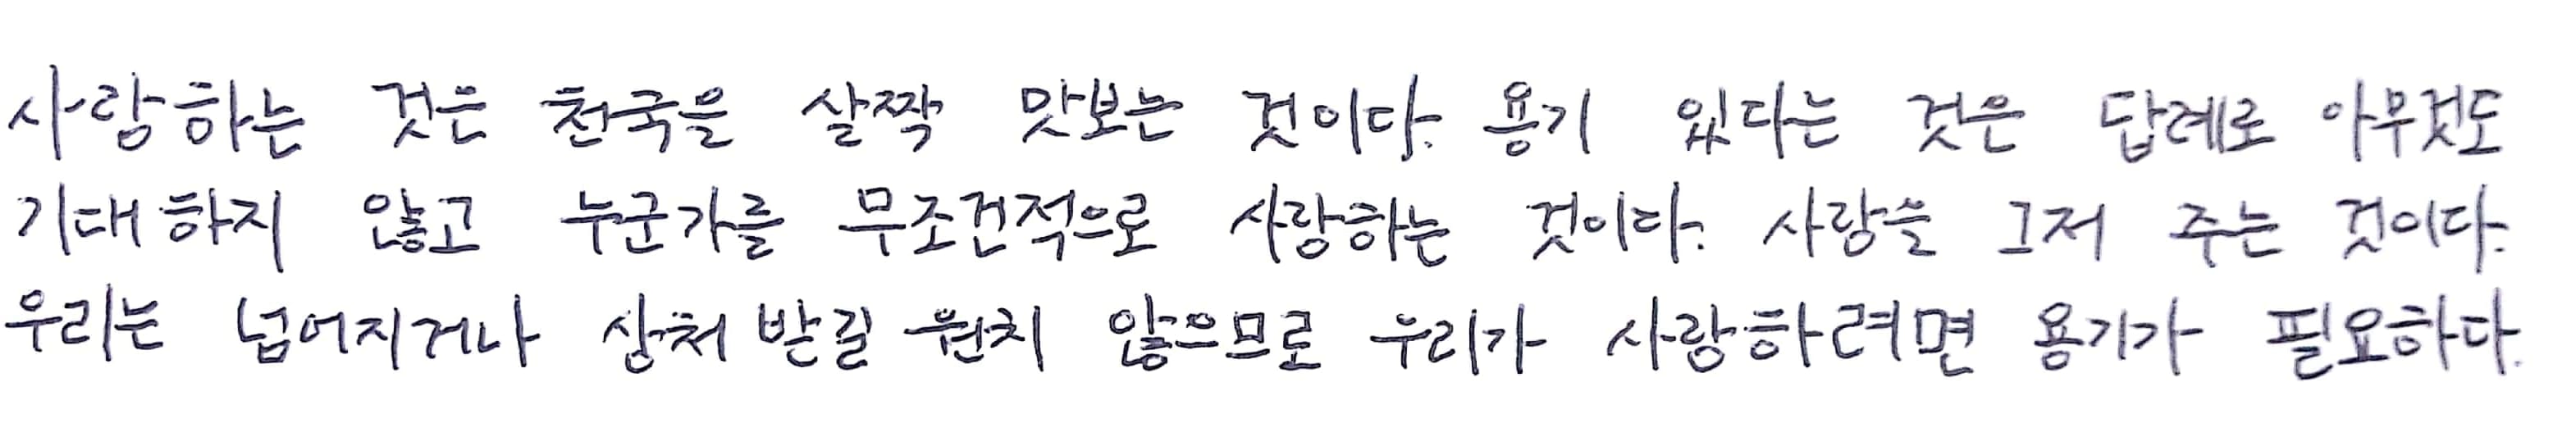 사랑하는 것은 천국을 살짝 맛보는 것이다. 용기 있다는 것은 답례로 아무것도
기대하지 않고 누군가를 무조건적으로 사랑하는 것이다. 사랑을 그저 주는 것이다.
우리는 넘어지거나 상처 받길 원치 않으므로 우리가 사랑하려면 용기가 필요하다.